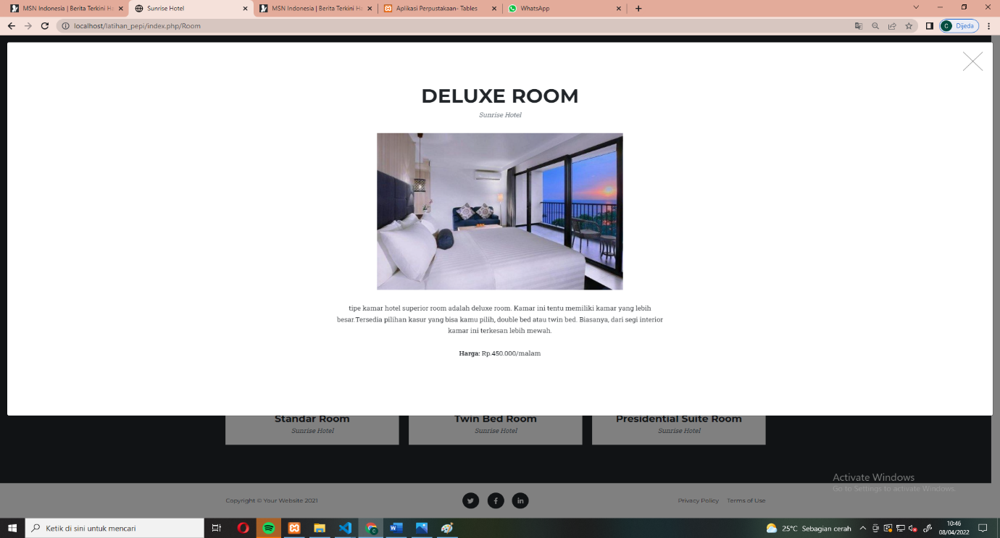 MSN Indonesia | Berita Terkini Ha
Sunrise Hotel
MSN Indonesia | Berita Terkini Ha
Aplikasi Perpustakaan- Tables
WhatsApp
localhost/latihan_pepi/index.php/Room
C
Dijeda
DELUXE ROOM
Sunrise Hotel
tipe kamar hotel superior room adalah deluxe room. Kamar ini tentu memiliki kamar yang lebih
besar.Tersedia pilihan kasur yang bisa kamu pilih, double bed atau twin bed. Biasanya, dari segi interior
kamar ini terkesan lebih mewah.
Harga: Rp.450.000/malam
Standar Room
Twin Bed Room
Presidential Suite Room
Sunrise Hotel
Sunrise Hotel
Sunrise Hotel
Activate Windows
Go to Settings to activate Windows.
Copyright © Your Website 2021
Privacy Policy
Terms of Use
Ketik di sini untuk mencari
25°C Sebagian cerah
10:46
08/04/2022